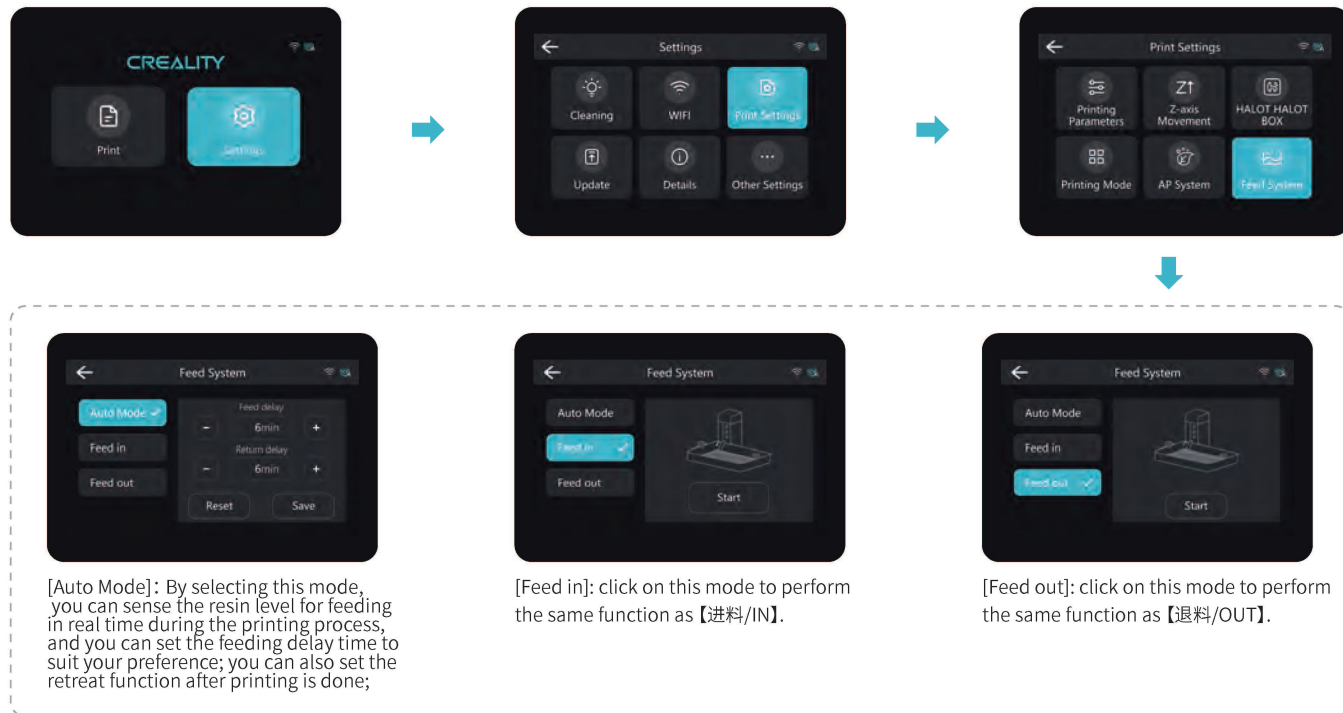 CREALITY
Print
Settings
Settings
Cleaning
WIFI
Print Settings
Update
Details
Other Settings
Print Settings
Printing
Parameters
Z-axis
Movement
HALOT HALOT
BOX
Printing Mode
AP System
Feed System
Feed System
Auto Mode
Feed in
Feed out
Feed delay
-
6min
+
Return delay
-
6min
+
Reset
Save
Feed System
Auto Mode
Feed in
Feed out
Start
Feed System
Auto Mode
Feed in
Feed out
Start
[Auto Mode]: By selecting this mode,
you can sense the resin level for feeding
in real time during the printing process,
and you can set the feeding delay time to
suit your preference; you can also set the
retreat function after printing is done;
[Feed in]: click on this mode to perform
the same function as 【进料/IN】.
[Feed out]: click on this mode to perform
the same function as 【退料/OUT】.